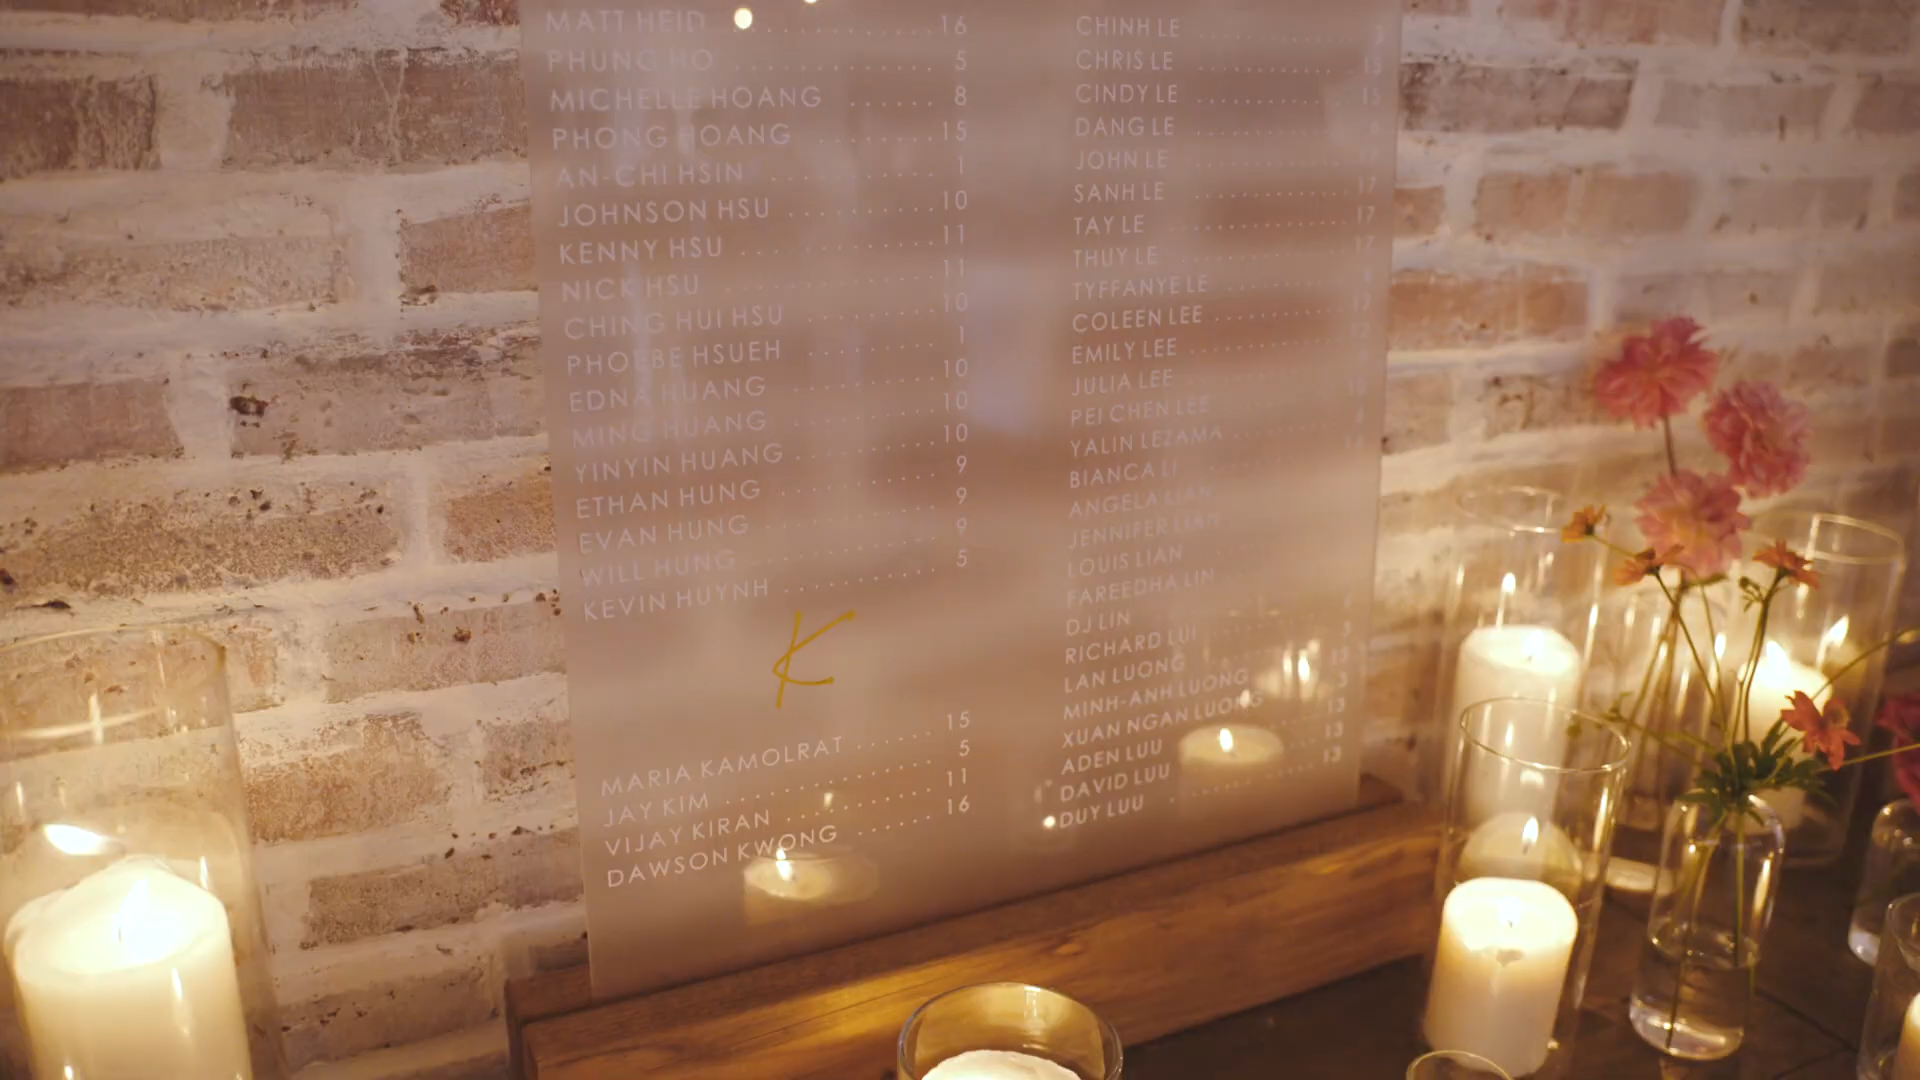 MATT HEID 16
PHUNG HO 5
MICHELLE HOANG 8
PHONG HOANG 15
AN-CHI HSIN 1
JOHNSON HSU 10
KENNY HSU 11
NICK HSU 11
CHING HUI HSU 10
PHOEBE HSUEH 1
EDNA HUANG 10
MING HUANG 10
YINYIN HUANG 10
ETHAN HUNG 9
EVAN HUNG 9
WILL HUNG 9
KEVIN HUYNH 5
K
MARIA KAMOLRAT 15
JAY KIM 5
VIJAY KIRAN 11
DAWSON KWONG 16
CHINH LE 3
CHRIS LE 15
CINDY LE 15
DANG LE
JOHN LE
SANH LE 17
TAY LE 17
THUY LE 17
TYFFANYE LE
COLEEN LEE
EMILY LEE
JULIA LEE
PEI CHEN LEE
YALIN LEZAMA
BIANCA LI
ANGELA LIAN
JENNIFER LIAN
LOUIS LIAN
FAREEDHA LIN
DJ LIN
RICHARD LUI
LAN LUONG
MINH-ANH LUONG
XUAN NGAN LUONG
ADEN LUU 13
DAVID LUU 13
DUY LUU 13